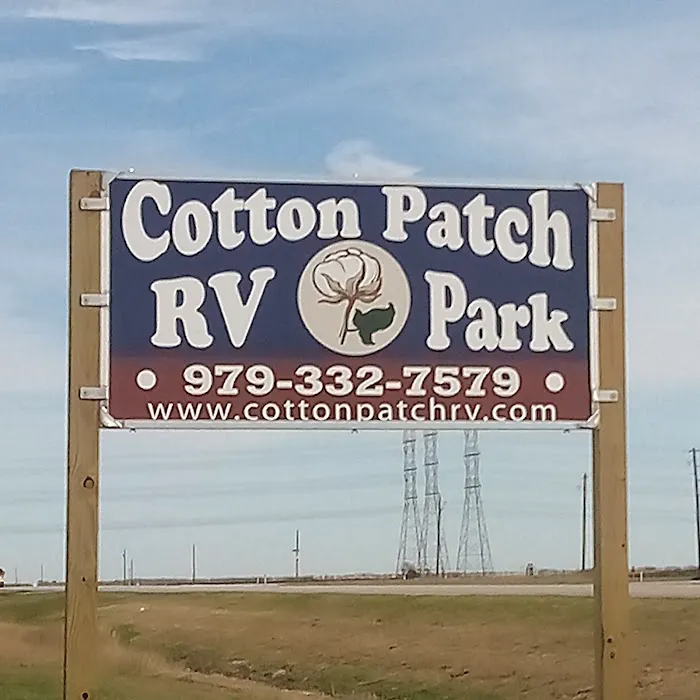 Cotton Patch
RV Park
• 979-332-7579 •
www.cottonpatchrv.com